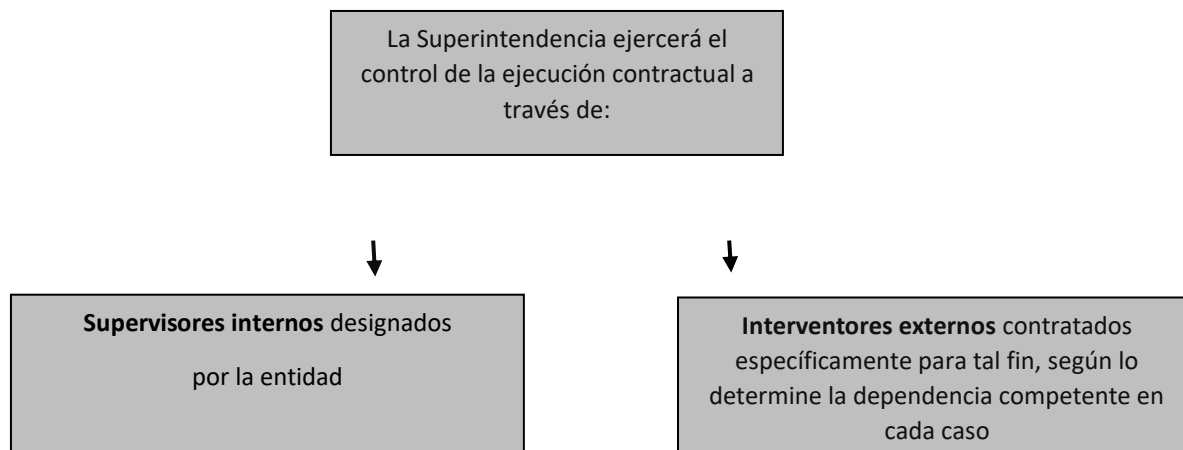 La Superintendencia ejercerá el
control de la ejecución contractual a
través de:
Supervisores internos designados
por la entidad
Interventores externos contratados
específicamente para tal fin, según lo
determine la dependencia competente en
cada caso